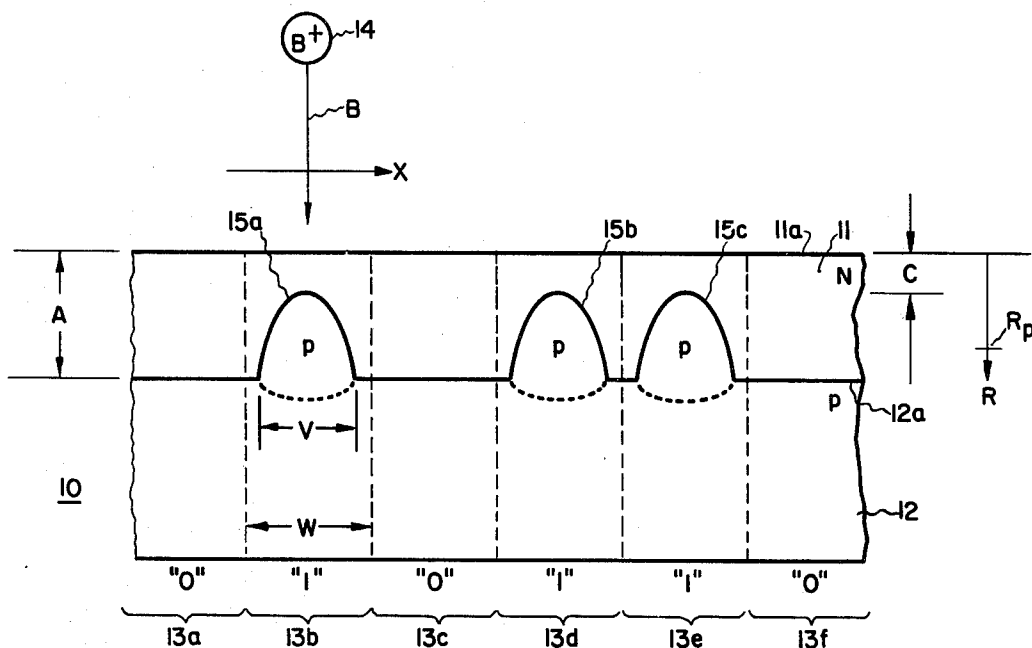 B+ 14
B
X
15a 15b 15c 11a 11
N C
A
p p p
Rp
P R
12a
V
10
W
12
"0" "1" "0" "1" "1" "0"
13a 13b 13c 13d 13e 13f